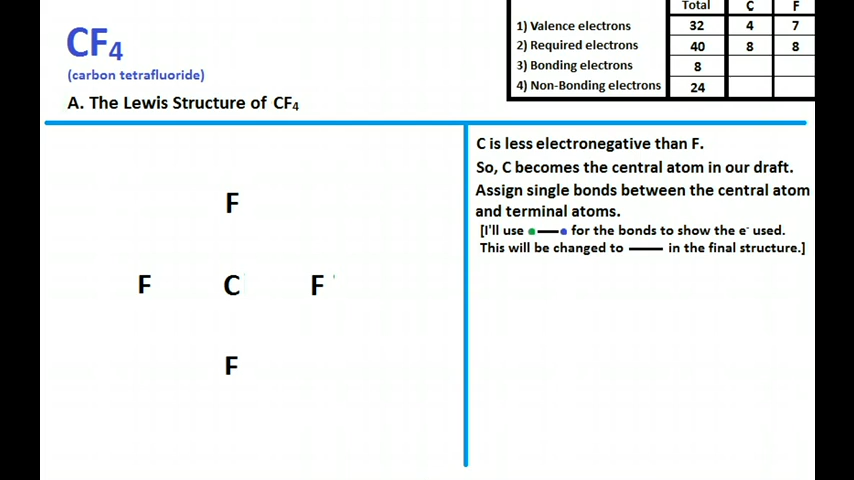 CF4
(carbon tetrafluoride)
A. The Lewis Structure of CF4
Total C F
1) Valence electrons 32 4 7
2) Required electrons 40 8 8
3) Bonding electrons 8
4) Non-Bonding electrons 24
F
F C F
F
C is less electronegative than F.
So, C becomes the central atom in our draft.
Assign single bonds between the central atom
and terminal atoms.
[I'll use for the bonds to show the e- used.
This will be changed to in the final structure.]